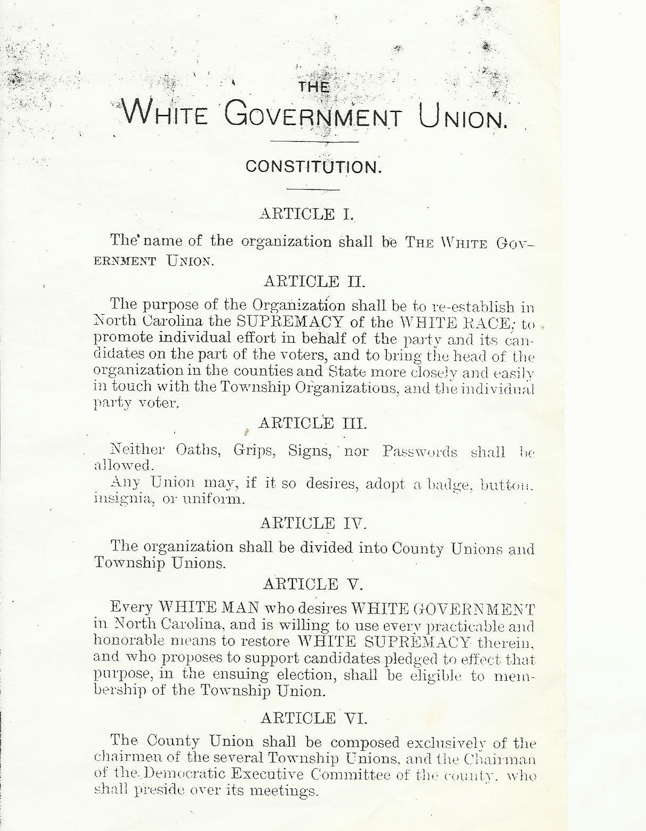 THE
WHITE GOVERNMENT UNION.
CONSTITUTION.
ARTICLE I.
The name of the organization shall be THE WHITE GOV-
ERNMENT UNION.
ARTICLE II.
The purpose of the Organization shall be to re-establish in
North Carolina the SUPREMACY of the WHITE RACE; to
promote individual effort in behalf of the party and its can-
didates on the part of the voters, and to bring the head of the
organization in the counties and State more closely and easily
in touch with the Township Organizations, and the individual
party voter.
ARTICLE III.
Neither Oaths, Grips, Signs, nor Passwords shall be
allowed.
Any Union may, if it so desires, adopt a badge, button,
insignia, or uniform.
ARTICLE IV.
The organization shall be divided into County Unions and
Township Unions.
ARTICLE V.
Every WHITE MAN who desires WHITE GOVERNMENT
in North Carolina, and is willing to use every practicable and
honorable means to restore WHITE SUPREMACY therein,
and who proposes to support candidates pledged to effect that
purpose, in the ensuing election, shall be eligible to mem-
bership of the Township Union.
ARTICLE VI.
The County Union shall be composed exclusively of the
chairmen of the several Township Unions, and the Chairman
of the Democratic Executive Committee of the county, who
shall preside over its meetings.